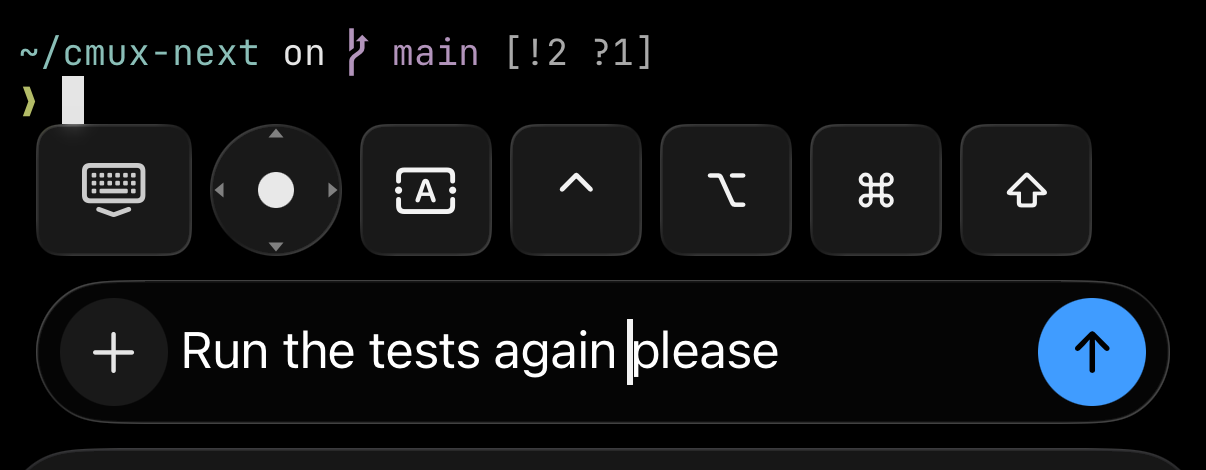 ~/cmux-next on main [!2 ?1]
❯
A ^ ⌥ ⌘ ⇧
Run the tests again please